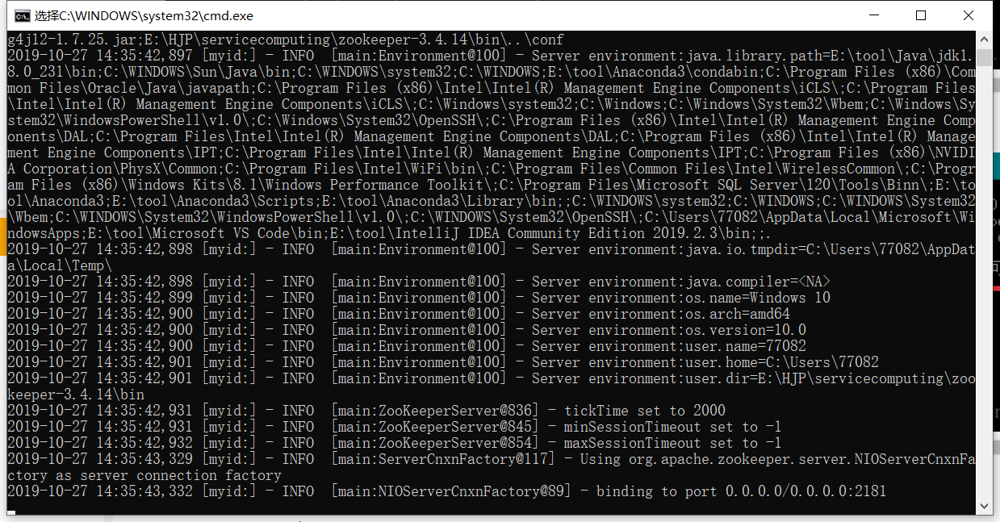 选择C:\WINDOWS\system32\cmd.exe
g4j12-1.7.25.jar;E:\HJP\servicecomputing\zookeeper-3.4.14\bin\..\conf
2019-10-27 14:35:42,897 [myid:] - INFO  [main:Environment@100] - Server environment:java.library.path=E:\tool\Java\jdk1.
8.0_231\bin;C:\WINDOWS\Sun\Java\bin;C:\WINDOWS\system32;C:\WINDOWS;E:\tool\Anaconda3\condabin;C:\Program Files (x86)\Com
mon Files\Oracle\Java\javapath;C:\Program Files (x86)\Intel\Intel(R) Management Engine Components\iCLS\;C:\Program Files
\Intel\Intel(R) Management Engine Components\iCLS\;C:\Windows\system32;C:\Windows;C:\Windows\System32\Wbem;C:\Windows\Sy
stem32\WindowsPowerShell\v1.0\;C:\Windows\System32\OpenSSH\;C:\Program Files (x86)\Intel\Intel(R) Management Engine Comp
onents\DAL;C:\Program Files\Intel\Intel(R) Management Engine Components\DAL;C:\Program Files (x86)\Intel\Intel(R) Manage
ment Engine Components\IPT;C:\Program Files\Intel\Intel(R) Management Engine Components\IPT;C:\Program Files (x86)\NVIDI
A Corporation\PhysX\Common;C:\Program Files\Intel\WiFi\bin\;C:\Program Files\Common Files\Intel\WirelessCommon\;C:\Progr
am Files (x86)\Windows Kits\8.1\Windows Performance Toolkit\;C:\Program Files\Microsoft SQL Server\120\Tools\Binn\;E:\to
ol\Anaconda3;E:\tool\Anaconda3\Scripts;E:\tool\Anaconda3\Library\bin;;C:\WINDOWS\system32;C:\WINDOWS;C:\WINDOWS\System32
\Wbem;C:\WINDOWS\System32\WindowsPowerShell\v1.0\;C:\WINDOWS\System32\OpenSSH\;C:\Users\77082\AppData\Local\Microsoft\Wi
ndowsApps;E:\tool\Microsoft VS Code\bin;E:\tool\IntelliJ IDEA Community Edition 2019.2.3\bin;;.
2019-10-27 14:35:42,898 [myid:] - INFO  [main:Environment@100] - Server environment:java.io.tmpdir=C:\Users\77082\AppDat
a\Local\Temp\
2019-10-27 14:35:42,898 [myid:] - INFO  [main:Environment@100] - Server environment:java.compiler=<NA>
2019-10-27 14:35:42,899 [myid:] - INFO  [main:Environment@100] - Server environment:os.name=Windows 10
2019-10-27 14:35:42,900 [myid:] - INFO  [main:Environment@100] - Server environment:os.arch=amd64
2019-10-27 14:35:42,900 [myid:] - INFO  [main:Environment@100] - Server environment:os.version=10.0
2019-10-27 14:35:42,900 [myid:] - INFO  [main:Environment@100] - Server environment:user.name=77082
2019-10-27 14:35:42,901 [myid:] - INFO  [main:Environment@100] - Server environment:user.home=C:\Users\77082
2019-10-27 14:35:42,901 [myid:] - INFO  [main:Environment@100] - Server environment:user.dir=E:\HJP\servicecomputing\zoo
keeper-3.4.14\bin
2019-10-27 14:35:42,931 [myid:] - INFO  [main:ZooKeeperServer@836] - tickTime set to 2000
2019-10-27 14:35:42,931 [myid:] - INFO  [main:ZooKeeperServer@845] - minSessionTimeout set to -1
2019-10-27 14:35:42,932 [myid:] - INFO  [main:ZooKeeperServer@854] - maxSessionTimeout set to -1
2019-10-27 14:35:43,329 [myid:] - INFO  [main:ServerCnxnFactory@117] - Using org.apache.zookeeper.server.NIOServerCnxnFa
ctory as server connection factory
2019-10-27 14:35:43,332 [myid:] - INFO  [main:NIOServerCnxnFactory@89] - binding to port 0.0.0.0/0.0.0.0:2181